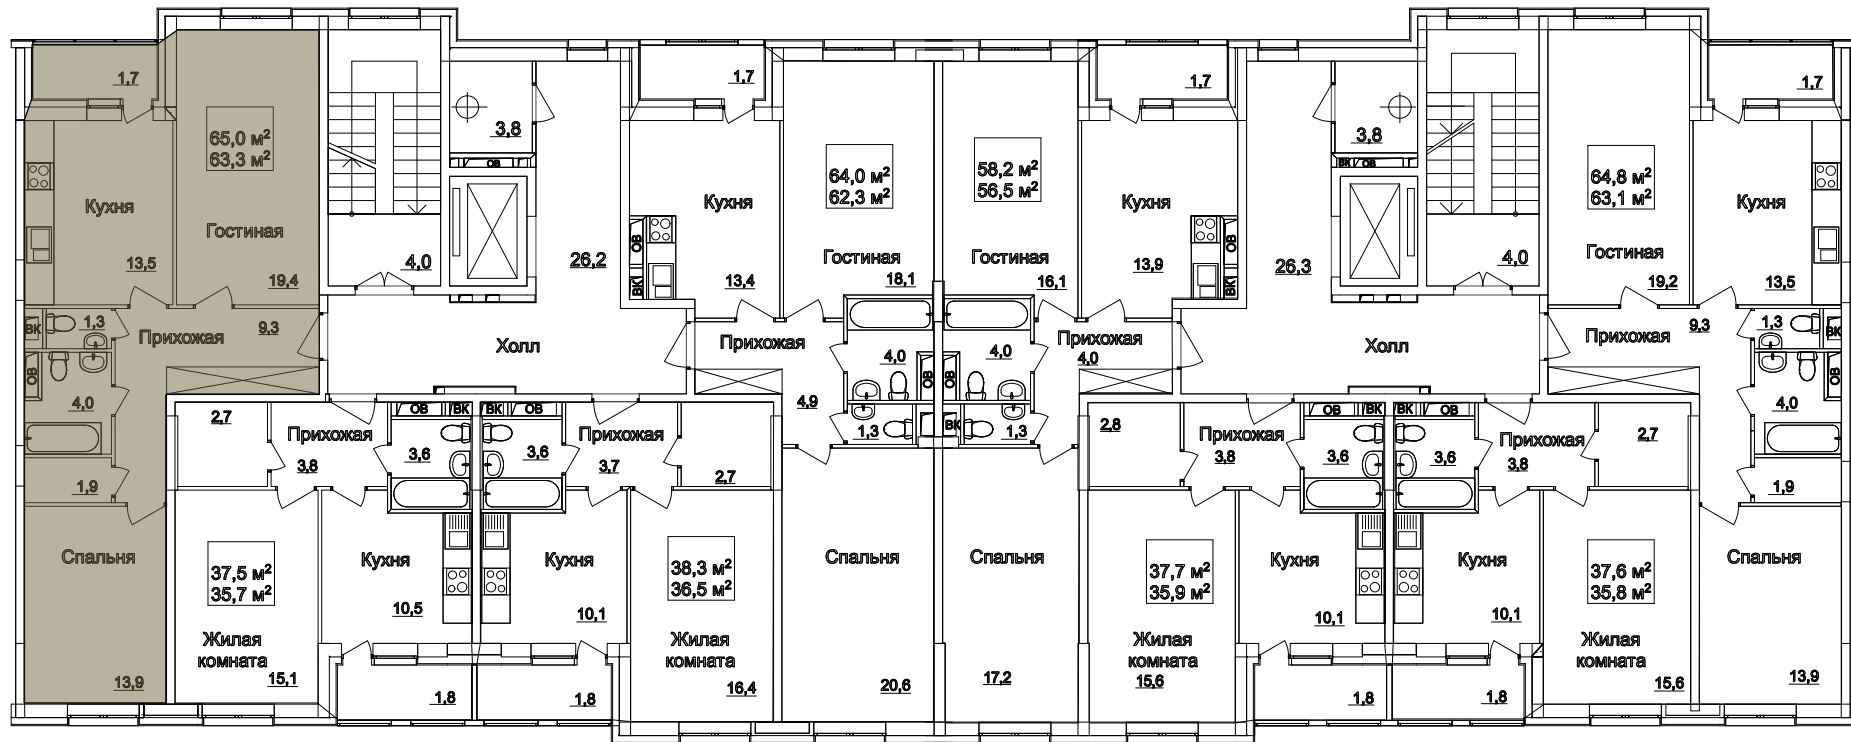 1,7
65,0 м²
63,3 м²
Кухня
13,5
Гостиная
19,4
ВК
1,3
Прихожая
9,3
ОВ
4,0
1,9
Спальня
13,9
4,0
3,8
ОВ
26,2
Холл
1,7
Кухня
ОВ
ВК
13,4
64,0 м²
62,3 м²
Гостиная
18,1
Прихожая
4,0
ОВ
4,9
1,3
Спальня
20,6
2,7
Прихожая
3,8
ОВ
ВК
3,6
37,5 м²
35,7 м²
Жилая
комната
15,1
Кухня
10,5
1,8
ВК
ОВ
3,6
Прихожая
3,7
2,7
Кухня
10,1
38,3 м²
36,5 м²
Жилая
комната
16,4
1,8
58,2 м²
56,5 м²
Гостиная
16,1
1,7
Кухня
13,9
ОВ
ВК
Прихожая
4,0
4,0
ОВ
ВК
1,3
Спальня
17,2
26,3
3,8
ВК
ОВ
4,0
Холл
64,8 м²
63,1 м²
Гостиная
19,2
1,7
Кухня
13,5
Прихожая
9,3
1,3
ВК
ОВ
4,0
1,9
Спальня
13,9
2,8
Прихожая
3,8
ОВ
ВК
3,6
37,7 м²
35,9 м²
Жилая
комната
15,6
Кухня
10,1
1,8
ВК
ОВ
3,6
Прихожая
3,8
2,7
Кухня
10,1
37,6 м²
35,8 м²
Жилая
комната
15,6
1,8